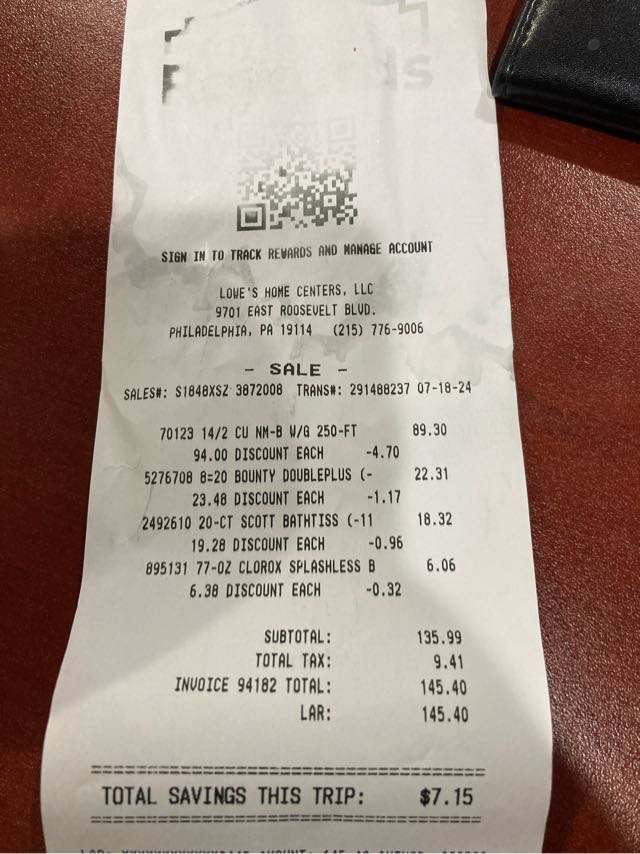 SIGN IN TO TRACK REWARDS AND MANAGE ACCOUNT
LOWE'S HOME CENTERS, LLC
9701 EAST ROOSEVELT BLVD.
PHILADELPHIA, PA 19114 (215) 776-9006
- SALE -
SALES#: S1848XSZ 3872008 TRANS#: 291488237 07-18-24
70123 14/2 CU NM-B W/G 250-FT 89.30
94.00 DISCOUNT EACH -4.70
5276708 8=20 BOUNTY DOUBLEPLUS (- 22.31
23.48 DISCOUNT EACH -1.17
2492610 20-CT SCOTT BATHTISS (-11 18.32
19.28 DISCOUNT EACH -0.96
895131 77-OZ CLOROX SPLASHLESS B 6.06
6.38 DISCOUNT EACH -0.32
SUBTOTAL: 135.99
TOTAL TAX: 9.41
INVOICE 94182 TOTAL: 145.40
LAR: 145.40
TOTAL SAVINGS THIS TRIP: $7.15